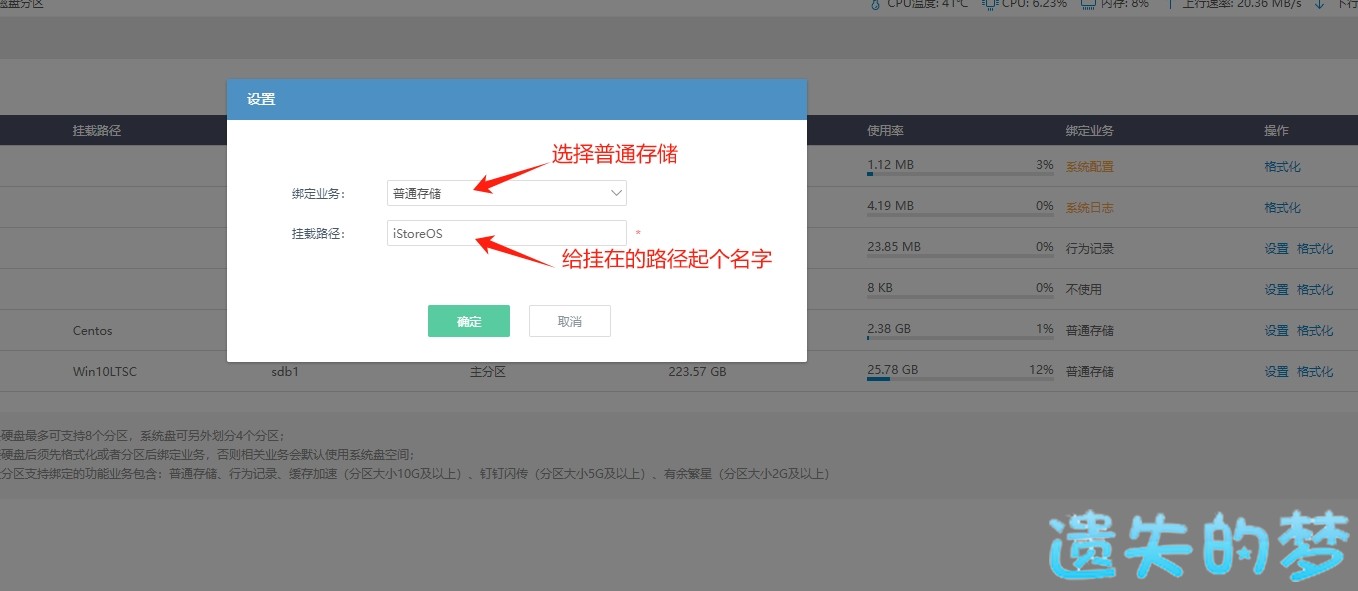 磁盘分区
CPU温度: 41℃ CPU: 6.23% 内存: 8% 上行速率: 20.36 MB/s 下行
设置
挂载路径 使用率 绑定业务 操作
选择普通存储
1.12 MB 3% 系统配置 格式化
绑定业务: 普通存储
4.19 MB 0% 系统日志 格式化
挂载路径: iStoreOS *
23.85 MB 0% 行为记录 设置 格式化
给挂在的路径起个名字
8 KB 0% 不使用 设置 格式化
确定 取消
Centos 2.38 GB 1% 普通存储 设置 格式化
Win10LTSC sdb1 主分区 223.57 GB 25.78 GB 12% 普通存储 设置 格式化
硬盘最多可支持8个分区，系统盘可另外划分4个分区;
硬盘后须先格式化或者分区后绑定业务，否则相关业务会默认使用系统盘空间;
分区支持绑定的功能业务包含：普通存储、行为记录、缓存加速（分区大小10G及以上）、钉钉闪传（分区大小5G及以上）、有余繁星（分区大小2G及以上）
遗失的梦